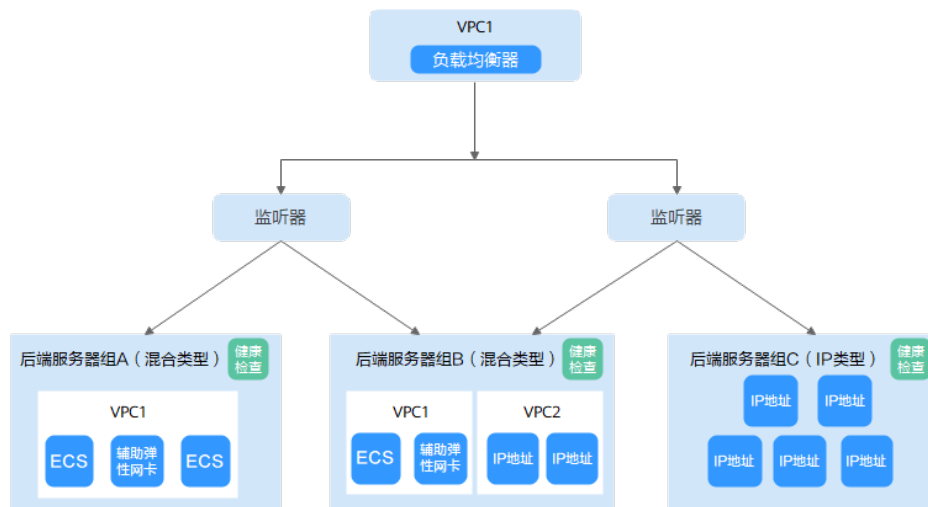 VPC1
负载均衡器
监听器
监听器
后端服务器组A（混合类型）
健康
检查
VPC1
ECS
辅助弹
性网卡
ECS
后端服务器组B（混合类型）
健康
检查
VPC1
ECS
辅助弹
性网卡
VPC2
IP地址
IP地址
后端服务器组C（IP类型）
健康
检查
IP地址
IP地址
IP地址
IP地址
IP地址